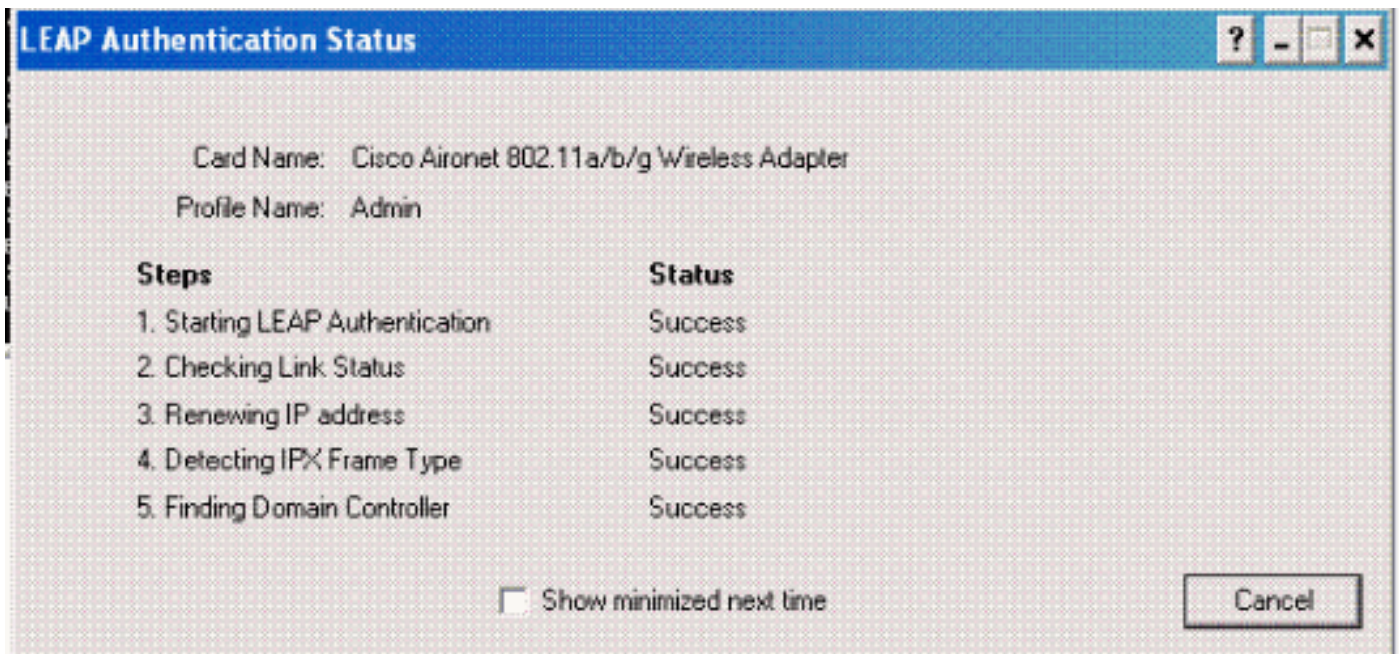 LEAP Authentication Status ? - x
Card Name: Cisco Aironet 802.11a/b/g Wireless Adapter
Profile Name: Admin
Steps Status
1. Starting LEAP Authentication Success
2. Checking Link Status Success
3. Renewing IP address Success
4. Detecting IPX Frame Type Success
5. Finding Domain Controller Success
Show minimized next time Cancel